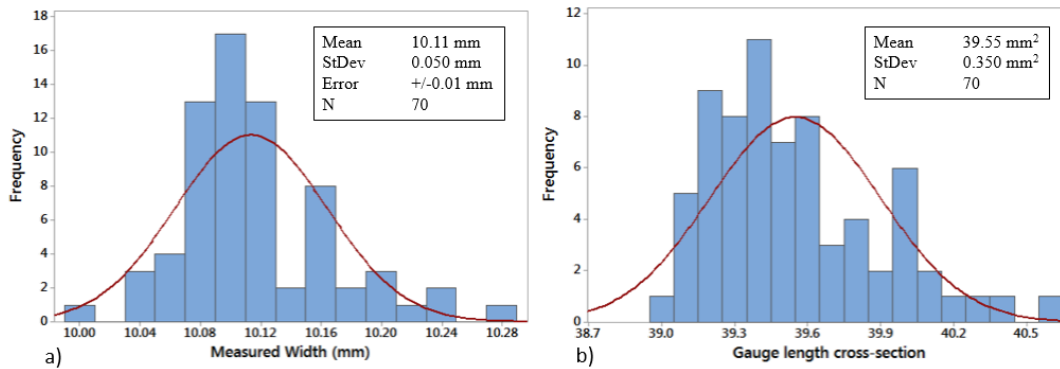 18
16
14
12
10
8
6
4
2
0
Frequency
Mean 10.11 mm
StDev 0.050 mm
Error +/-0.01 mm
N 70
10.00 10.04 10.08 10.12 10.16 10.20 10.24 10.28
a) Measured Width (mm)
12
10
8
6
4
2
0
Frequency
Mean 39.55 mm²
StDev 0.350 mm²
N 70
38.7 39.0 39.3 39.6 39.9 40.2 40.5
b) Gauge length cross-section